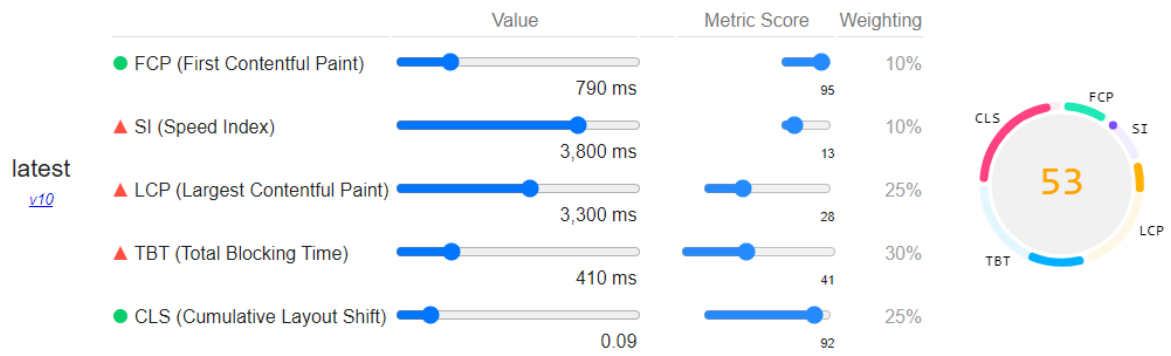 Value Metric Score Weighting
FCP (First Contentful Paint)
790 ms
95
10%
SI (Speed Index)
3,800 ms
13
10%
latest
v10
LCP (Largest Contentful Paint)
3,300 ms
28
25%
TBT (Total Blocking Time)
410 ms
41
30%
CLS (Cumulative Layout Shift)
0.09
92
25%
FCP
SI
LCP
TBT
CLS
53